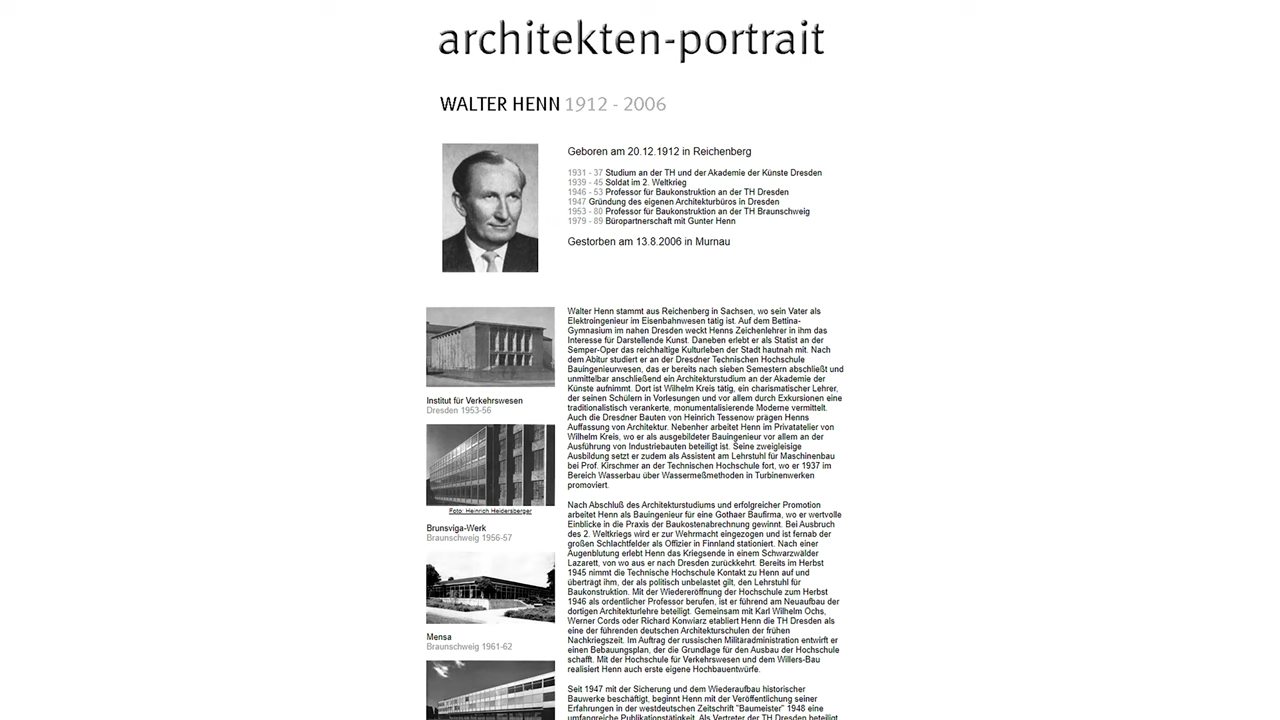 architekten-portrait
WALTER HENN 1912 - 2006
Geboren am 20.12.1912 in Reichenberg
1931 - 37 Studium an der TH und der Akademie der Künste Dresden
1939 - 45 Soldat im 2. Weltkrieg
1946 - 53 Professor für Baukonstruktion an der TH Dresden
1947 Gründung des eigenen Architekturbüros in Dresden
1953 - 80 Professor für Baukonstruktion an der TH Braunschweig
1979 - 89 Büropartnerschaft mit Gunter Henn
Gestorben am 13.8.2006 in Murnau
Institut für Verkehrswesen
Dresden 1953-56
Foto: Heinrich Heidersberger
Brunsviga-Werk
Braunschweig 1956-57
Mensa
Braunschweig 1961-62
Walter Henn stammt aus Reichenberg in Sachsen, wo sein Vater als
Elektroingenieur im Eisenbahnwesen tätig ist. Auf dem Bettina-
Gymnasium im nahen Dresden weckt Henns Zeichenlehrer in ihm das
Interesse für Darstellende Kunst. Daneben erlebt er als Statist an der
Semper-Oper das reichhaltige Kulturleben der Stadt hautnah mit. Nach
dem Abitur studiert er an der Dresdner Technischen Hochschule
Bauingenieurwesen, das er bereits nach sieben Semestern abschließt und
unmittelbar anschließend ein Architekturstudium an der Akademie der
Künste aufnimmt. Dort ist Wilhelm Kreis tätig, ein charismatischer Lehrer,
der seinen Schülern in Vorlesungen und vor allem durch Exkursionen eine
traditionalistisch verankerte, monumentalisierende Moderne vermittelt.
Auch die Dresdner Bauten von Heinrich Tessenow prägen Henns
Auffassung von Architektur. Nebenher arbeitet Henn im Privatatelier von
Wilhelm Kreis, wo er als ausgebildeter Bauingenieur vor allem an der
Ausführung von Industriebauten beteiligt ist. Seine zweigleisige
Ausbildung setzt er zudem als Assistent am Lehrstuhl für Maschinenbau
bei Prof. Kirschmer an der Technischen Hochschule fort, wo er 1937 im
Bereich Wasserbau über Wassermeßmethoden in Turbinenwerken
promoviert.
Nach Abschluß des Architekturstudiums und erfolgreicher Promotion
arbeitet Henn als Bauingenieur für eine Gothaer Baufirma, wo er wertvolle
Einblicke in die Praxis der Baukostenabrechnung gewinnt. Bei Ausbruch
des 2. Weltkriegs wird er zur Wehrmacht eingezogen und ist fernab der
großen Schlachtfelder als Offizier in Finnland stationiert. Nach einer
Augenblutung erlebt Henn das Kriegsende in einem Schwarzwälder
Lazarett, von wo aus er nach Dresden zurückkehrt. Bereits im Herbst
1945 nimmt die Technische Hochschule Kontakt zu Henn auf und
überträgt ihm, der als politisch unbelastet gilt, den Lehrstuhl für
Baukonstruktion. Mit der Wiedereröffnung der Hochschule zum Herbst
1946 als ordentlicher Professor berufen, ist er führend am Neuaufbau der
dortigen Architekturlehre beteiligt. Gemeinsam mit Karl Wilhelm Ochs,
Werner Cords oder Richard Konwiarz etabliert Henn die TH Dresden als
eine der führenden deutschen Architekturschulen der frühen
Nachkriegszeit. Im Auftrag der russischen Militäradministration entwirft er
einen Bebauungsplan, der die Grundlage für den Ausbau der Hochschule
schafft. Mit der Hochschule für Verkehrswesen und dem Willers-Bau
realisiert Henn auch erste eigene Hochbauentwürfe.
Seit 1947 mit der Sicherung und dem Wiederaufbau historischer
Bauwerke beschäftigt, beginnt Henn mit der Veröffentlichung seiner
Erfahrungen in der westdeutschen Zeitschrift "Baumeister" 1948 eine
umfangreiche Publikationstätigkeit. Als Vertreter der TH Dresden beteiligt